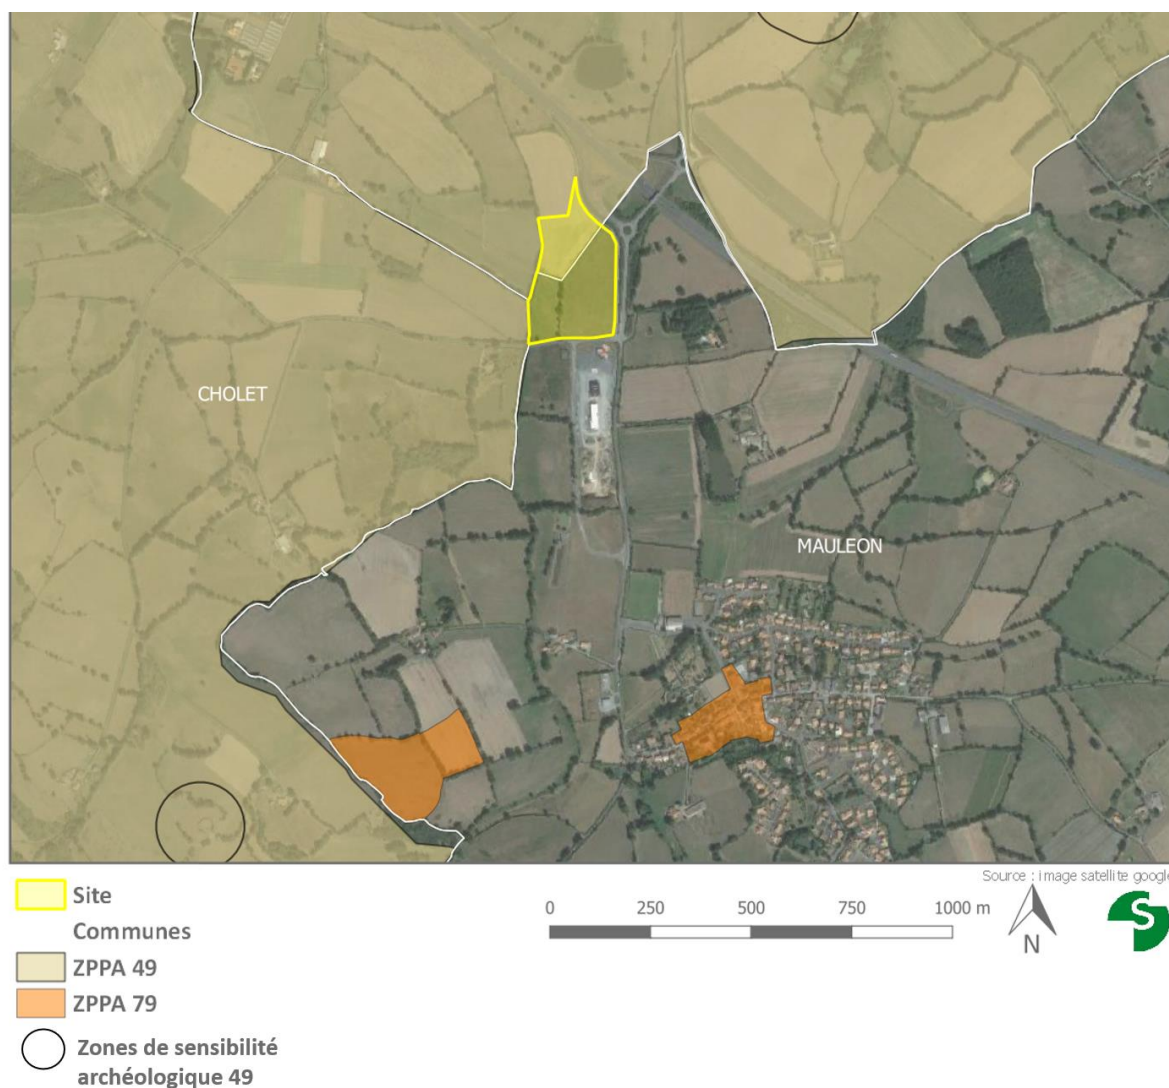 CHOLET
MAULEON
Source : image satellite google
Site
Communes
ZPPA 49
ZPPA 79
Zones de sensibilité
archéologique 49
0 250 500 750 1000 m
N
S